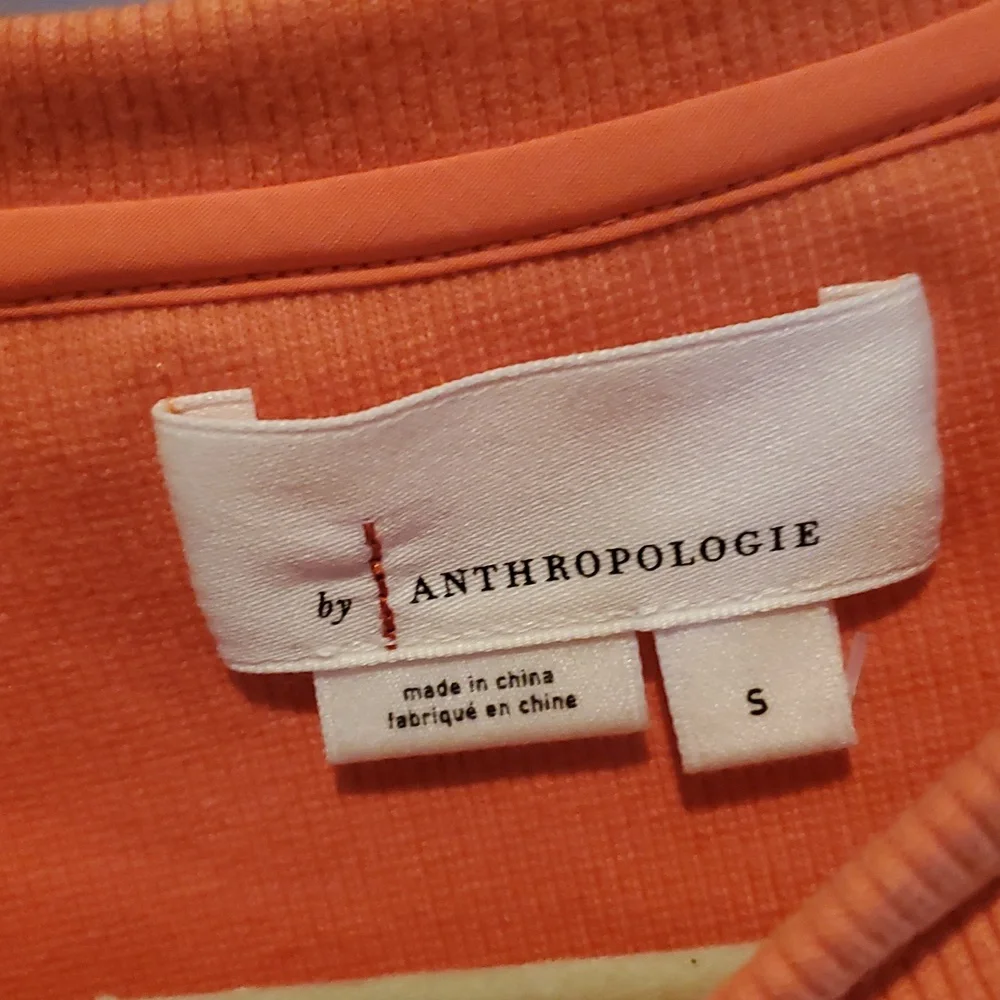 by ANTHROPOLOGIE
made in china
fabriqué en chine
S